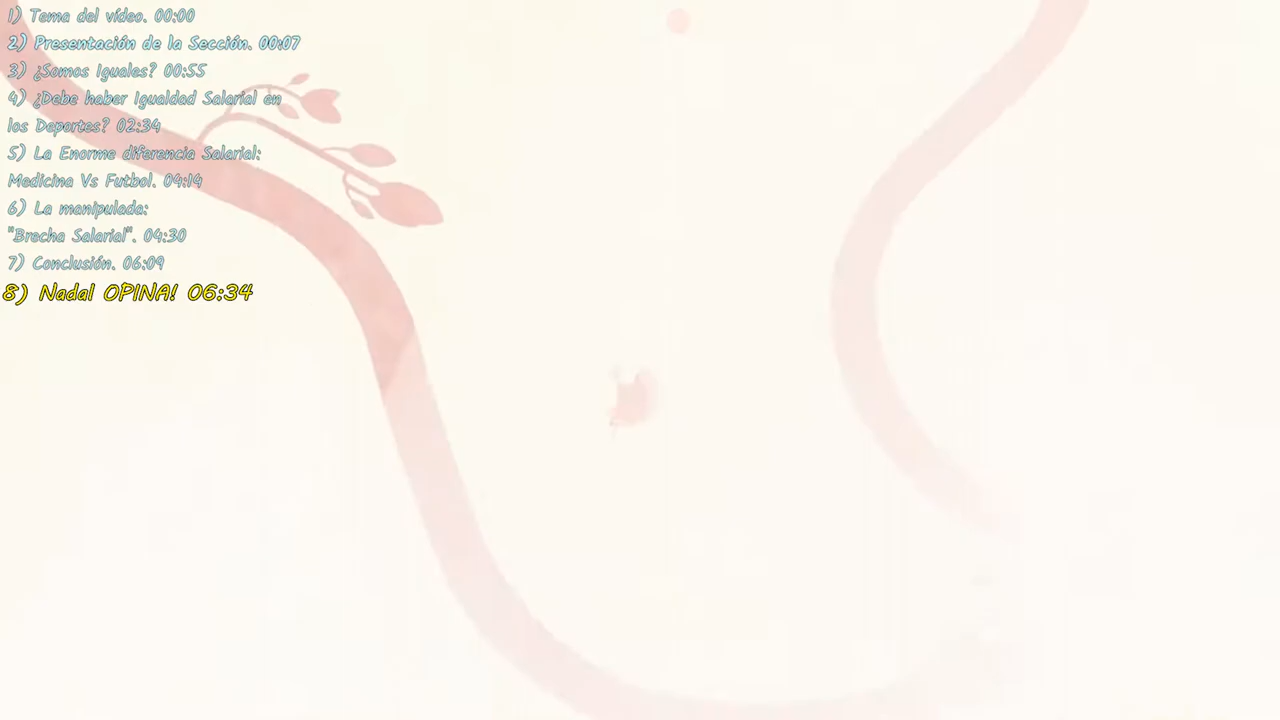 1) Tema del vídeo. 00:00
2) Presentación de la Sección. 00:07
3) ¿Somos Iguales? 00:55
4) ¿Debe haber Igualdad Salarial en
los Deportes? 02:34
5) La Enorme diferencia Salarial:
Medicina Vs Futbol. 04:14
6) La manipulada:
"Brecha Salarial". 04:30
7) Conclusión. 06:09
8) Nadal OPINA! 06:34